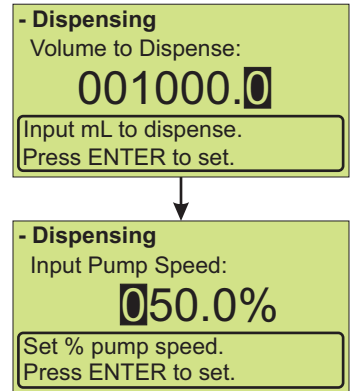 - Dispensing
Volume to Dispense:
001000.0
Input mL to dispense.
Press ENTER to set.
- Dispensing
Input Pump Speed:
050.0%
Set % pump speed.
Press ENTER to set.